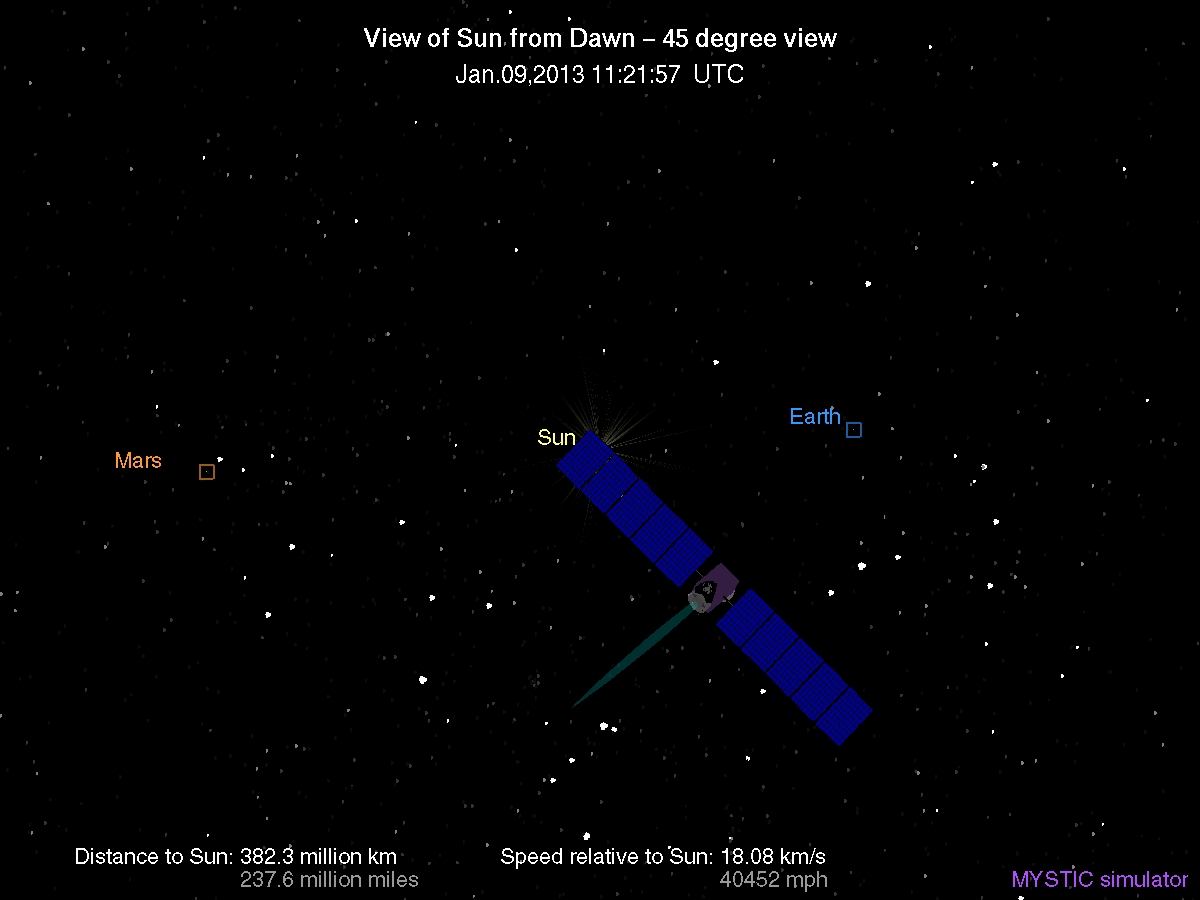 View of Sun from Dawn – 45 degree view
Jan.09,2013 11:21:57 UTC
Earth
Sun
Mars
Distance to Sun: 382.3 million km
237.6 million miles
Speed relative to Sun: 18.08 km/s
40452 mph
MYSTIC simulator